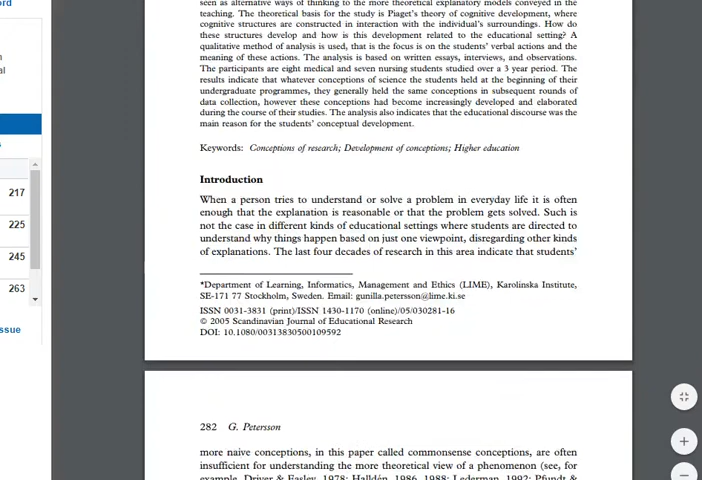 ord
seen as alternative ways of thinking to the more theoretical explanatory models conveyed in the
teaching. The theoretical basis for the study is Piaget's theory of cognitive development, where
cognitive structures are constructed in interaction with the individual's surroundings. How do
these structures develop and how is this development related to the educational setting? A
qualitative method of analysis is used, that is the focus is on the students' verbal actions and the
meaning of these actions. The analysis is based on written essays, interviews, and observations.
The participants are eight medical and seven nursing students studied over a 3 year period. The
results indicate that whatever conceptions of science the students held at the beginning of their
undergraduate programmes, they generally held the same conceptions in subsequent rounds of
data collection, however these conceptions had become increasingly developed and elaborated
during the course of their studies. The analysis also indicates that the educational discourse was the
main reason for the students' conceptual development.
Keywords: Conceptions of research; Development of conceptions; Higher education
Introduction
When a person tries to understand or solve a problem in everyday life it is often
enough that the explanation is reasonable or that the problem gets solved. Such is
not the case in different kinds of educational settings where students are directed to
understand why things happen based on just one viewpoint, disregarding other kinds
of explanations. The last four decades of research in this area indicate that students'
*Department of Learning, Informatics, Management and Ethics (LIME), Karolinska Institute,
SE-171 77 Stockholm, Sweden. Email: gunilla.petersson@lime.ki.se
ISSN 0031-3831 (print)/ISSN 1430-1170 (online)/05/030281-16
© 2005 Scandinavian Journal of Educational Research
DOI: 10.1080/00313830500109592
282 G. Petersson
more naive conceptions, in this paper called commonsense conceptions, are often
insufficient for understanding the more theoretical view of a phenomenon (see, for
example, Driver & Easley, 1978; Halldén, 1986, 1988; Lederman, 1992; Pfundt &
n
al
s
217
225
245
263
ssue